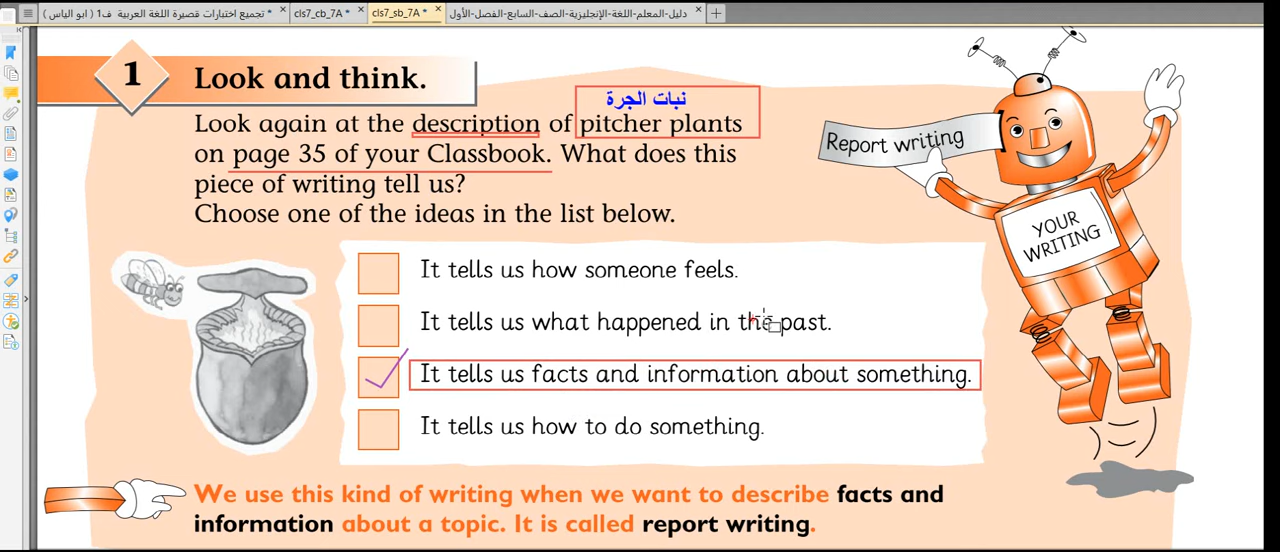 تجميع اختبارات قصيرة اللغة العربية ف1 ( ابو الياس ) *
cls7_cb_7A *
cls7_sb_7A *
دليل-المعلم-اللغة-الإنجليزية-الصف-السابع-الفصل-الأول
1
Look and think.
نبات الجرة
Look again at the description of pitcher plants
on page 35 of your Classbook. What does this
piece of writing tell us?
Choose one of the ideas in the list below.
Report writing
YOUR
WRITING
It tells us how someone feels.
It tells us what happened in the past.
It tells us facts and information about something.
It tells us how to do something.
We use this kind of writing when we want to describe facts and
information about a topic. It is called report writing.